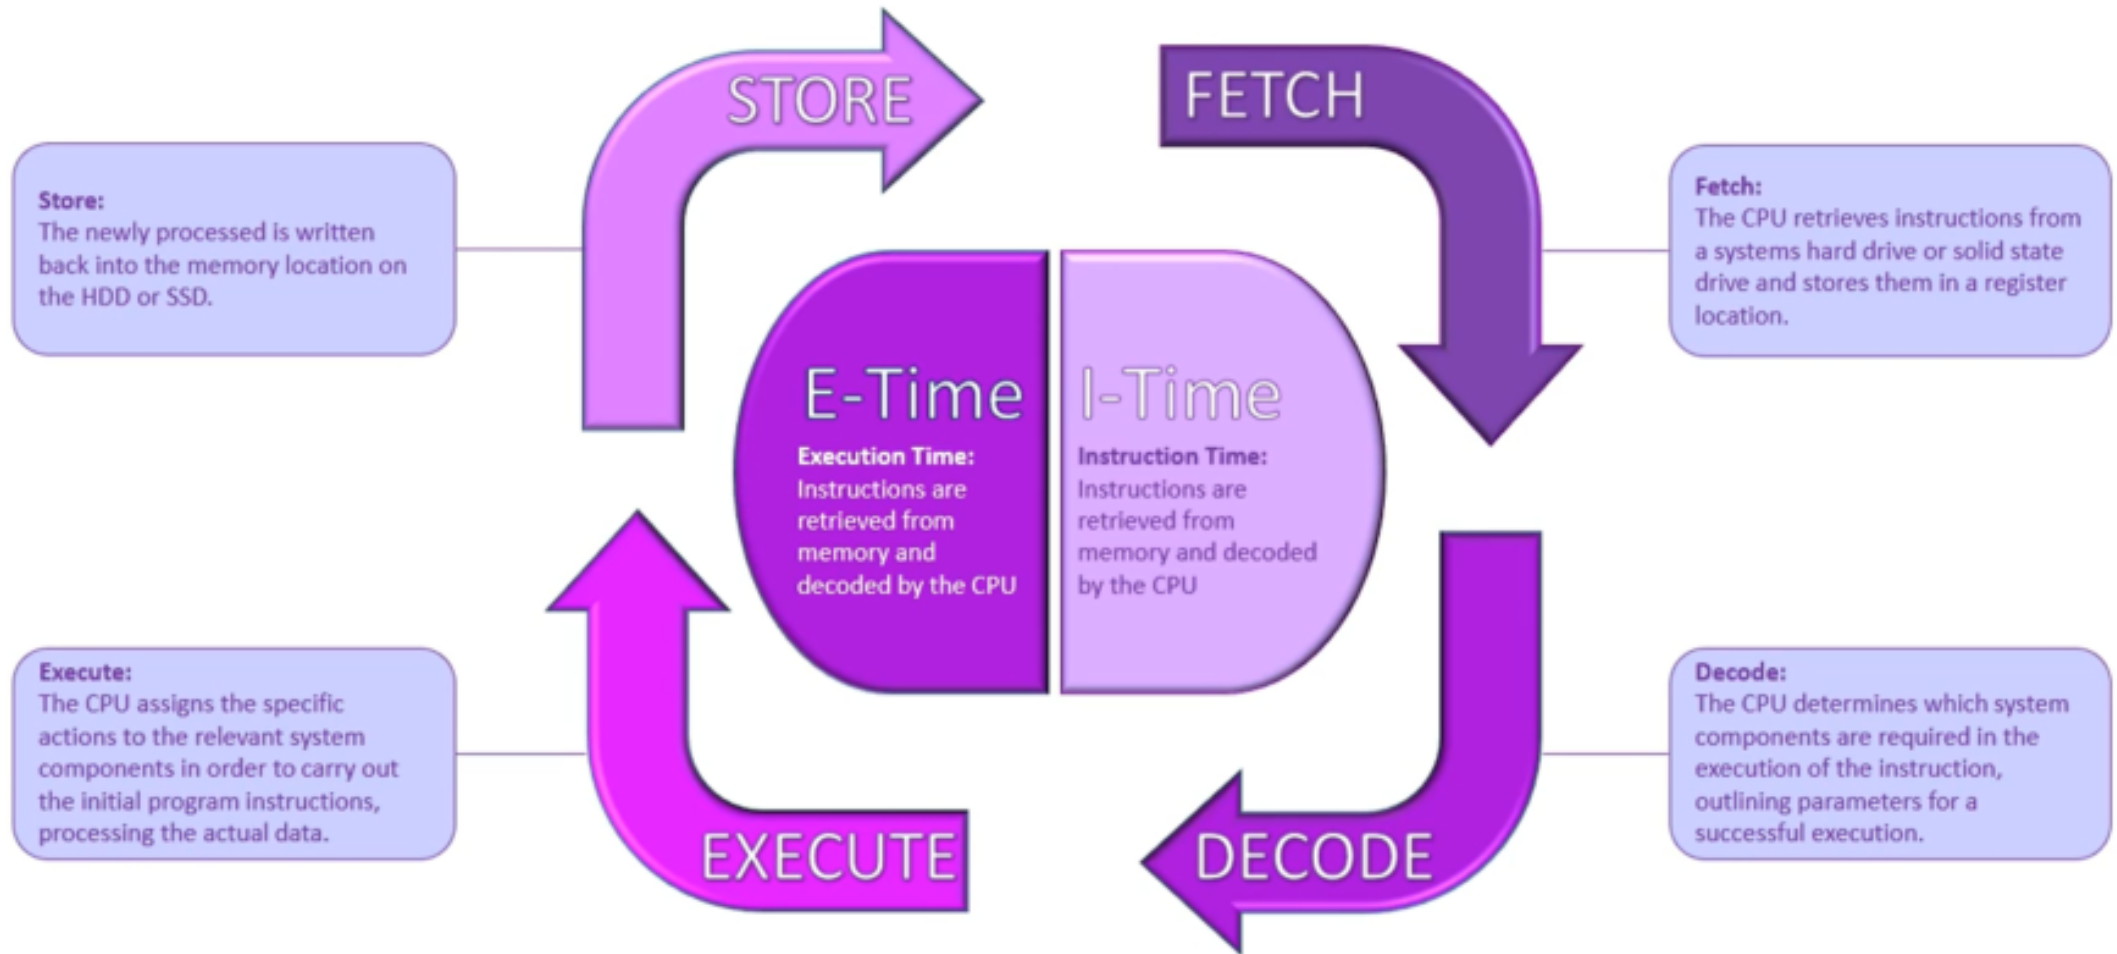 STORE
FETCH
Store:
The newly processed is written
back into the memory location on
the HDD or SSD.
Fetch:
The CPU retrieves instructions from
a systems hard drive or solid state
drive and stores them in a register
location.
E-Time
Execution Time:
Instructions are
retrieved from
memory and
decoded by the CPU
I-Time
Instruction Time:
Instructions are
retrieved from
memory and decoded
by the CPU
Execute:
The CPU assigns the specific
actions to the relevant system
components in order to carry out
the initial program instructions,
processing the actual data.
Decode:
The CPU determines which system
components are required in the
execution of the instruction,
outlining parameters for a
successful execution.
EXECUTE
DECODE